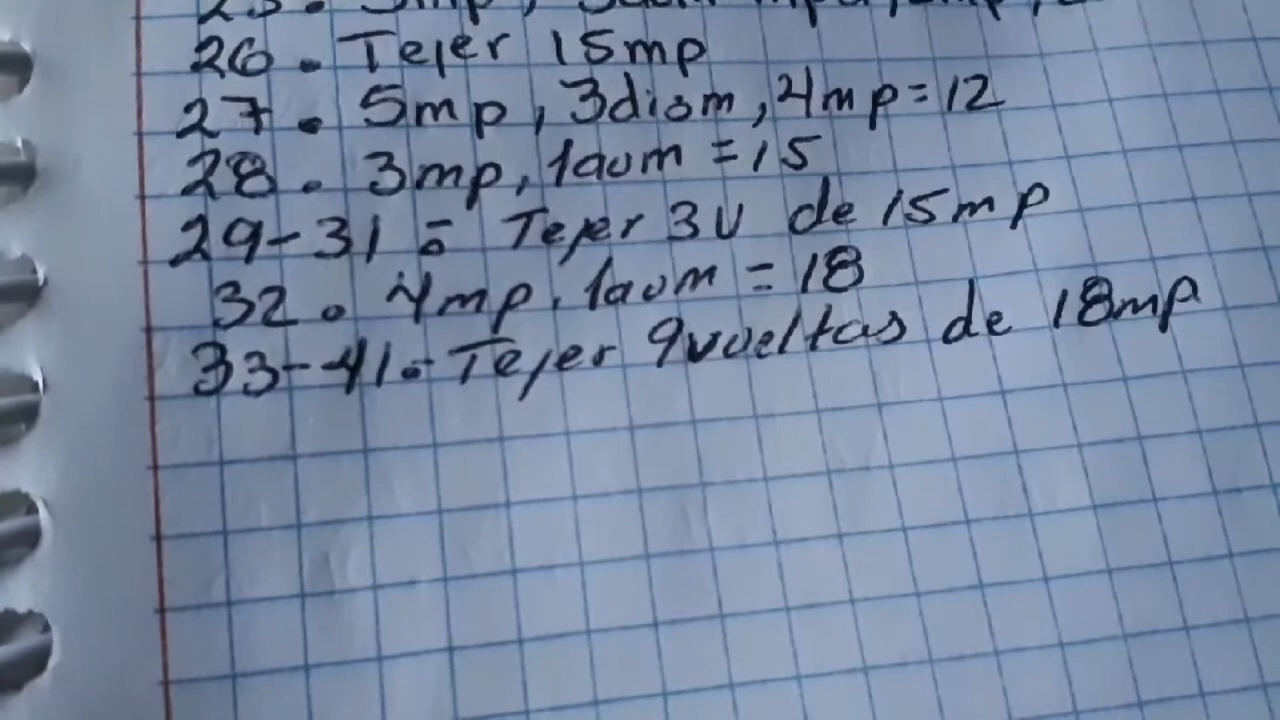 26. Tejer 15mp
27. 5mp, 3dism, 4mp=12
28. 3mp, 1aum =15
29-31: Tejer 3v de 15mp
32. 4mp, 1aum =18
33-41.- Tejer 9vueltas de 18mp